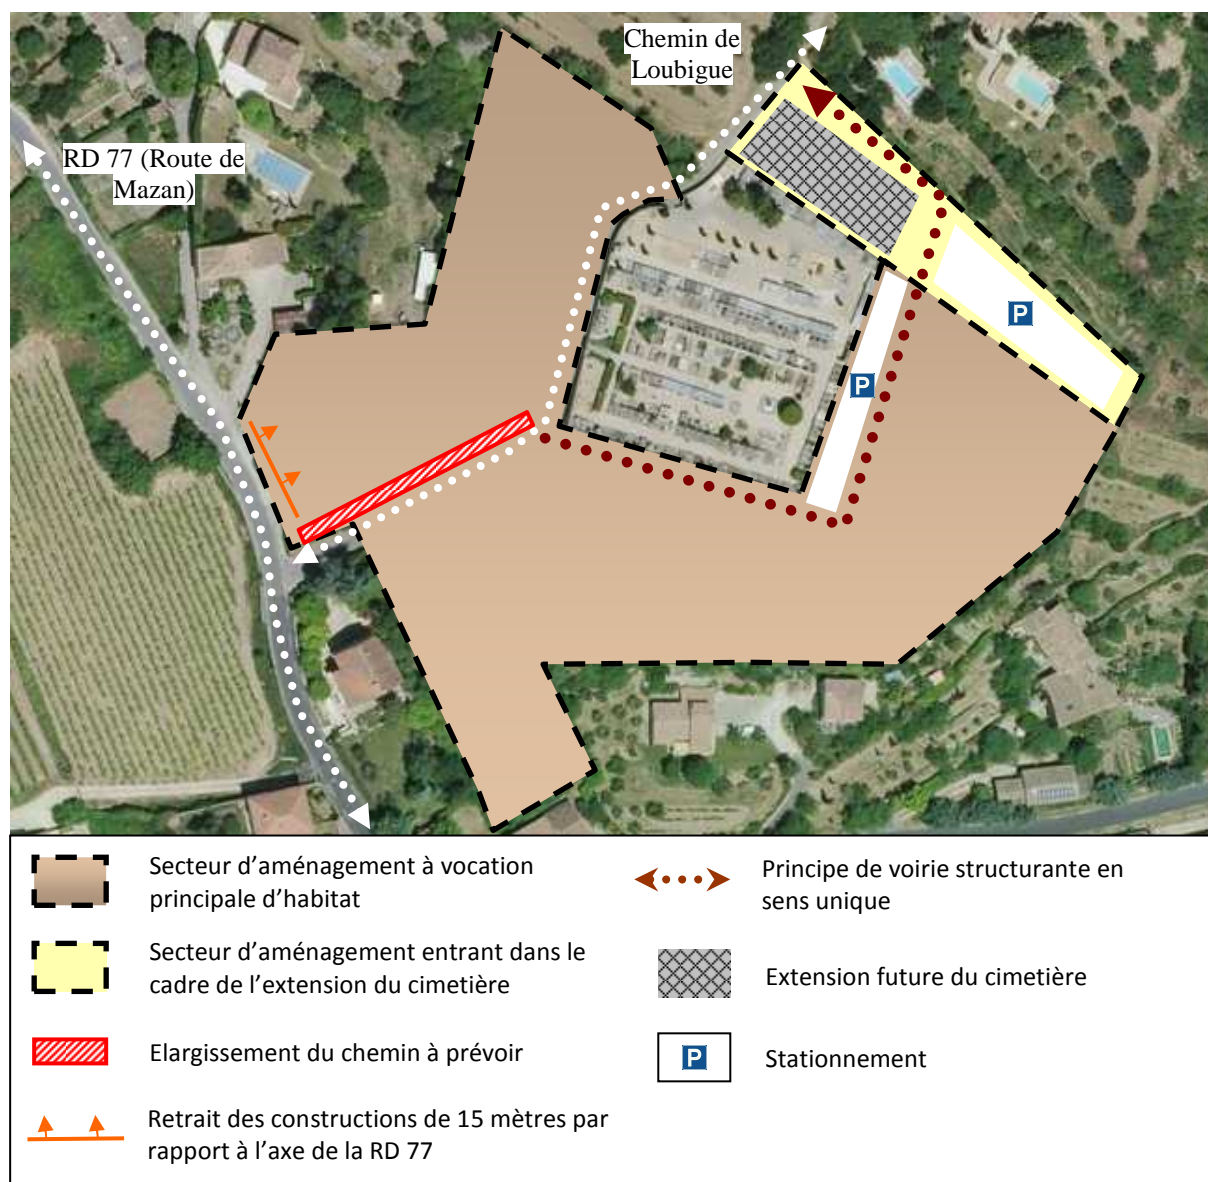 Chemin de
Loubigue
RD 77 (Route de
Mazan)
P
P
Secteur d'aménagement à vocation
principale d'habitat
Principe de voirie structurante en
sens unique
Secteur d'aménagement entrant dans le
cadre de l'extension du cimetière
Extension future du cimetière
Elargissement du chemin à prévoir
P
Stationnement
Retrait des constructions de 15 mètres par
rapport à l'axe de la RD 77